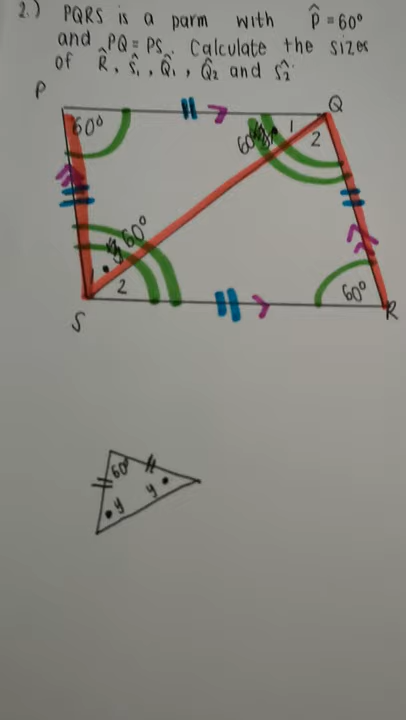 2.) PQRS is a parm with P̂ = 60°
and PQ = PS. Calculate the sizes
of R̂, Ŝ₁, Q̂₁, Q̂₂ and Ŝ₂.
P
Q
60°
60°
1
2
60°
y
1
2
60°
S
R
60°
y
y